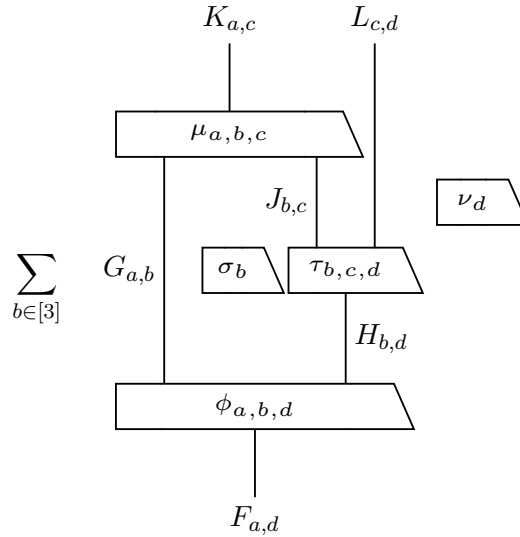 K_{a,c} L_{c,d}
μ_{a,b,c}
J_{b,c} ν_d
∑_{b∈[3]} G_{a,b} σ_b τ_{b,c,d}
H_{b,d}
ϕ_{a,b,d}
F_{a,d}